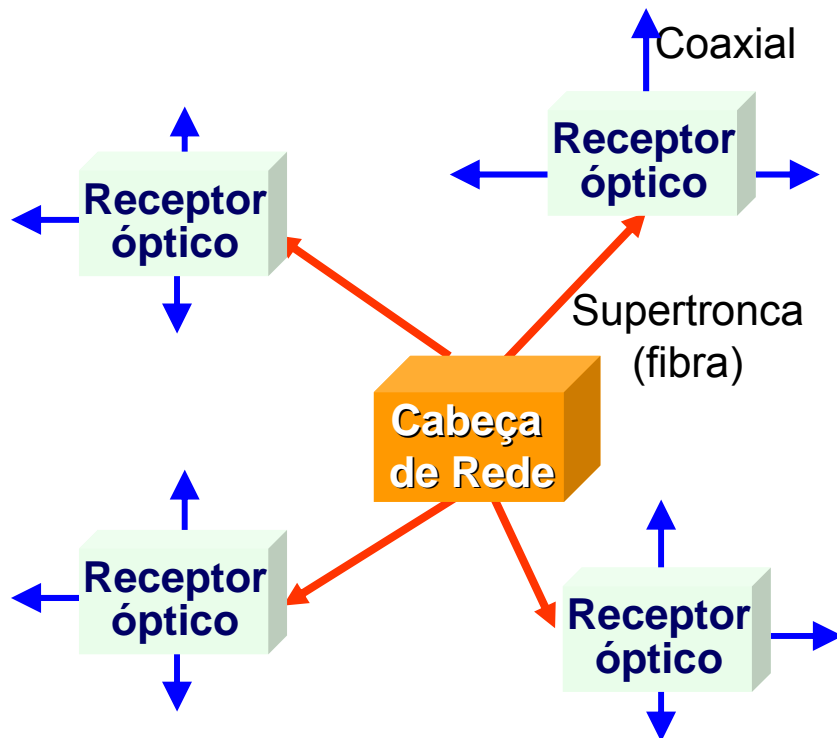 Coaxial
Receptor
óptico
Receptor
óptico
Supertronca
(fibra)
Cabeça
de Rede
Receptor
óptico
Receptor
óptico